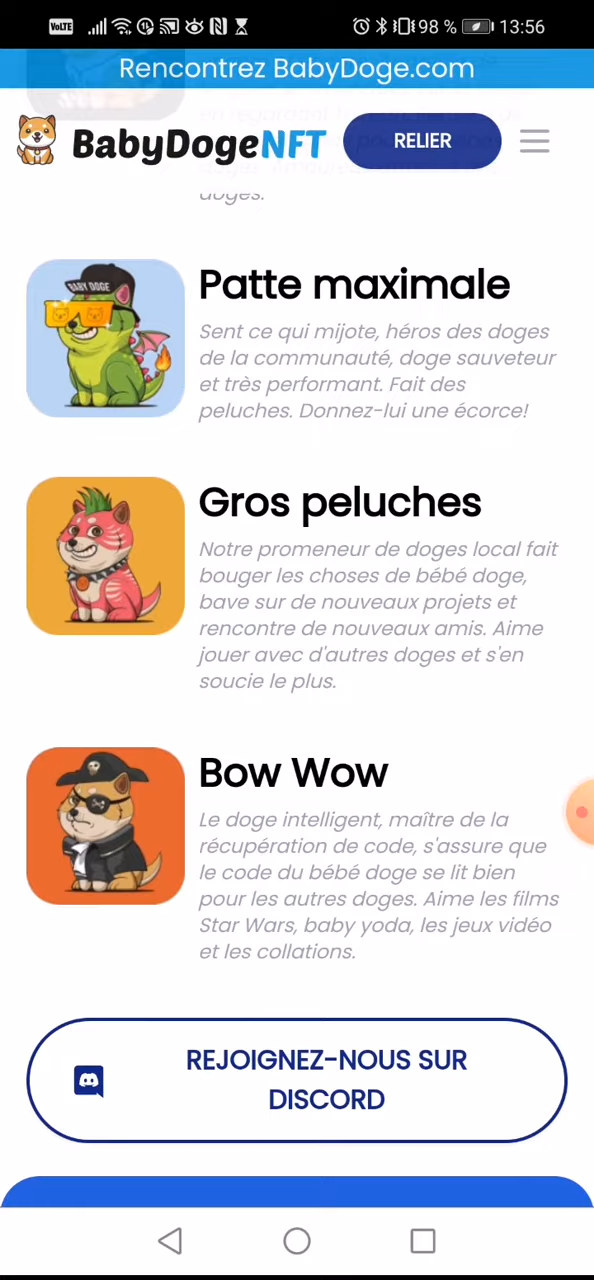 VoLTE 98 % 13:56
Rencontrez BabyDoge.com
BabyDogeNFT
RELIER
doges.
BABY DOGE
Patte maximale
Sent ce qui mijote, héros des doges
de la communauté, doge sauveteur
et très performant. Fait des
peluches. Donnez-lui une écorce!
Gros peluches
Notre promeneur de doges local fait
bouger les choses de bébé doge,
bave sur de nouveaux projets et
rencontre de nouveaux amis. Aime
jouer avec d'autres doges et s'en
soucie le plus.
Bow Wow
Le doge intelligent, maître de la
récupération de code, s'assure que
le code du bébé doge se lit bien
pour les autres doges. Aime les films
Star Wars, baby yoda, les jeux vidéo
et les collations.
REJOIGNEZ-NOUS SUR
DISCORD